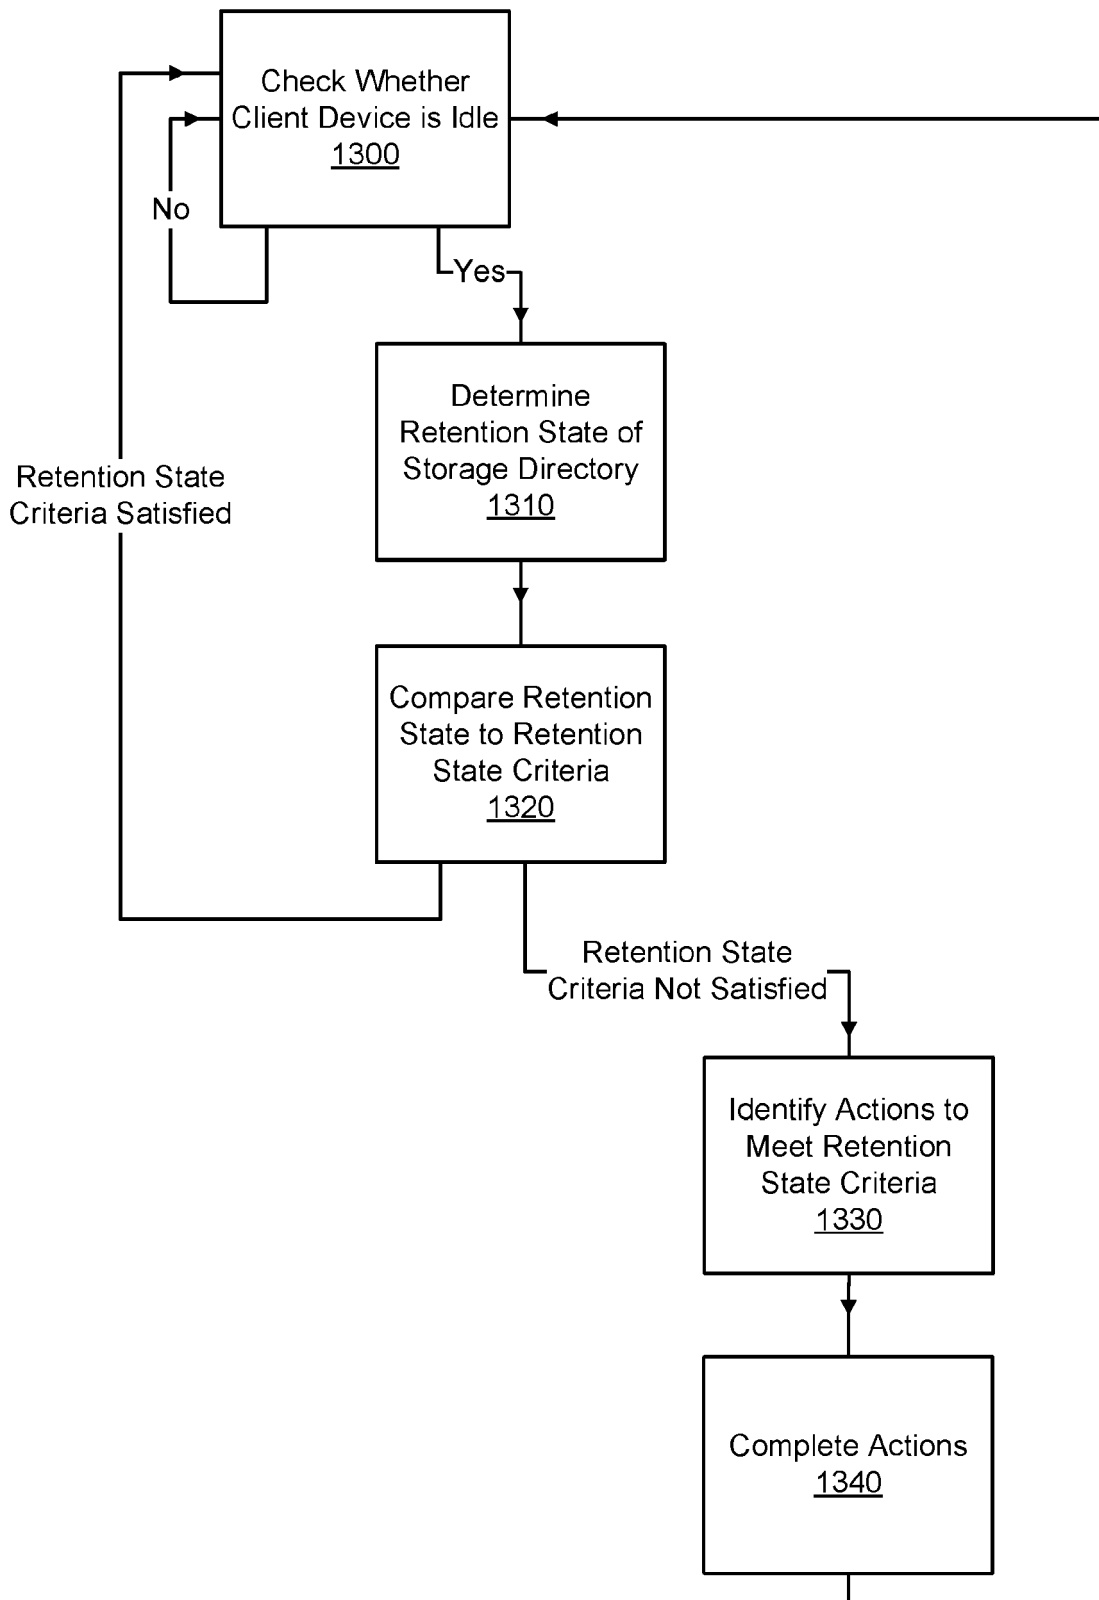 Check Whether
Client Device is Idle
1300
No
Yes
Determine
Retention State of
Storage Directory
1310
Retention State
Criteria Satisfied
Compare Retention
State to Retention
State Criteria
1320
Retention State
Criteria Not Satisfied
Identify Actions to
Meet Retention
State Criteria
1330
Complete Actions
1340